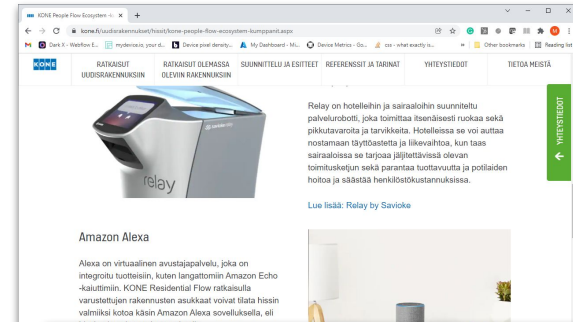 KONE People Flow Ecosystem -
kone.fi/uudisrakennukset/hissit/kone-people-flow-ecosystem-kumppanit.aspx
Dark X - Webflow E...
mydevice.io, your d...
Device pixel density...
My Dashboard - Mi...
Device Metrics - Go...
css - what exactly is...
Other bookmarks
Reading list
KONE
RATKAISUT UUDISRAKENNUKSIIN
RATKAISUT OLEMASSA OLEVIIN RAKENNUKSIIN
SUUNNITTELU JA ESITTEET
REFERENSSIT JA TARINAT
YHTEYSTIEDOT
TIETOA MEISTÄ
YHTEYSTIEDOT
savioke
relay
Relay on hotelleihin ja sairaaloihin suunniteltu
palvelurobotti, joka toimittaa itsenäisesti ruokaa sekä
pikkutavaroita ja tarvikkeita. Hotelleissa se voi auttaa
nostamaan täyttöastetta ja liikevaihtoa, kun taas
sairaaloissa se tarjoaa jäljitettävissä olevan
toimitusketjun sekä parantaa tuottavuutta ja potilaiden
hoitoa ja säästää henkilöstökustannuksissa.
Lue lisää: Relay by Savioke
Amazon Alexa
Alexa on virtuaalinen avustajapalvelu, joka on
integroitu tuotteisiin, kuten langattomiin Amazon Echo
-kaiuttimiin. KONE Residential Flow ratkaisulla
varustettujen rakennusten asukkaat voivat tilata hissin
valmiiksi kotoa käsin Amazon Alexa sovelluksella, eli